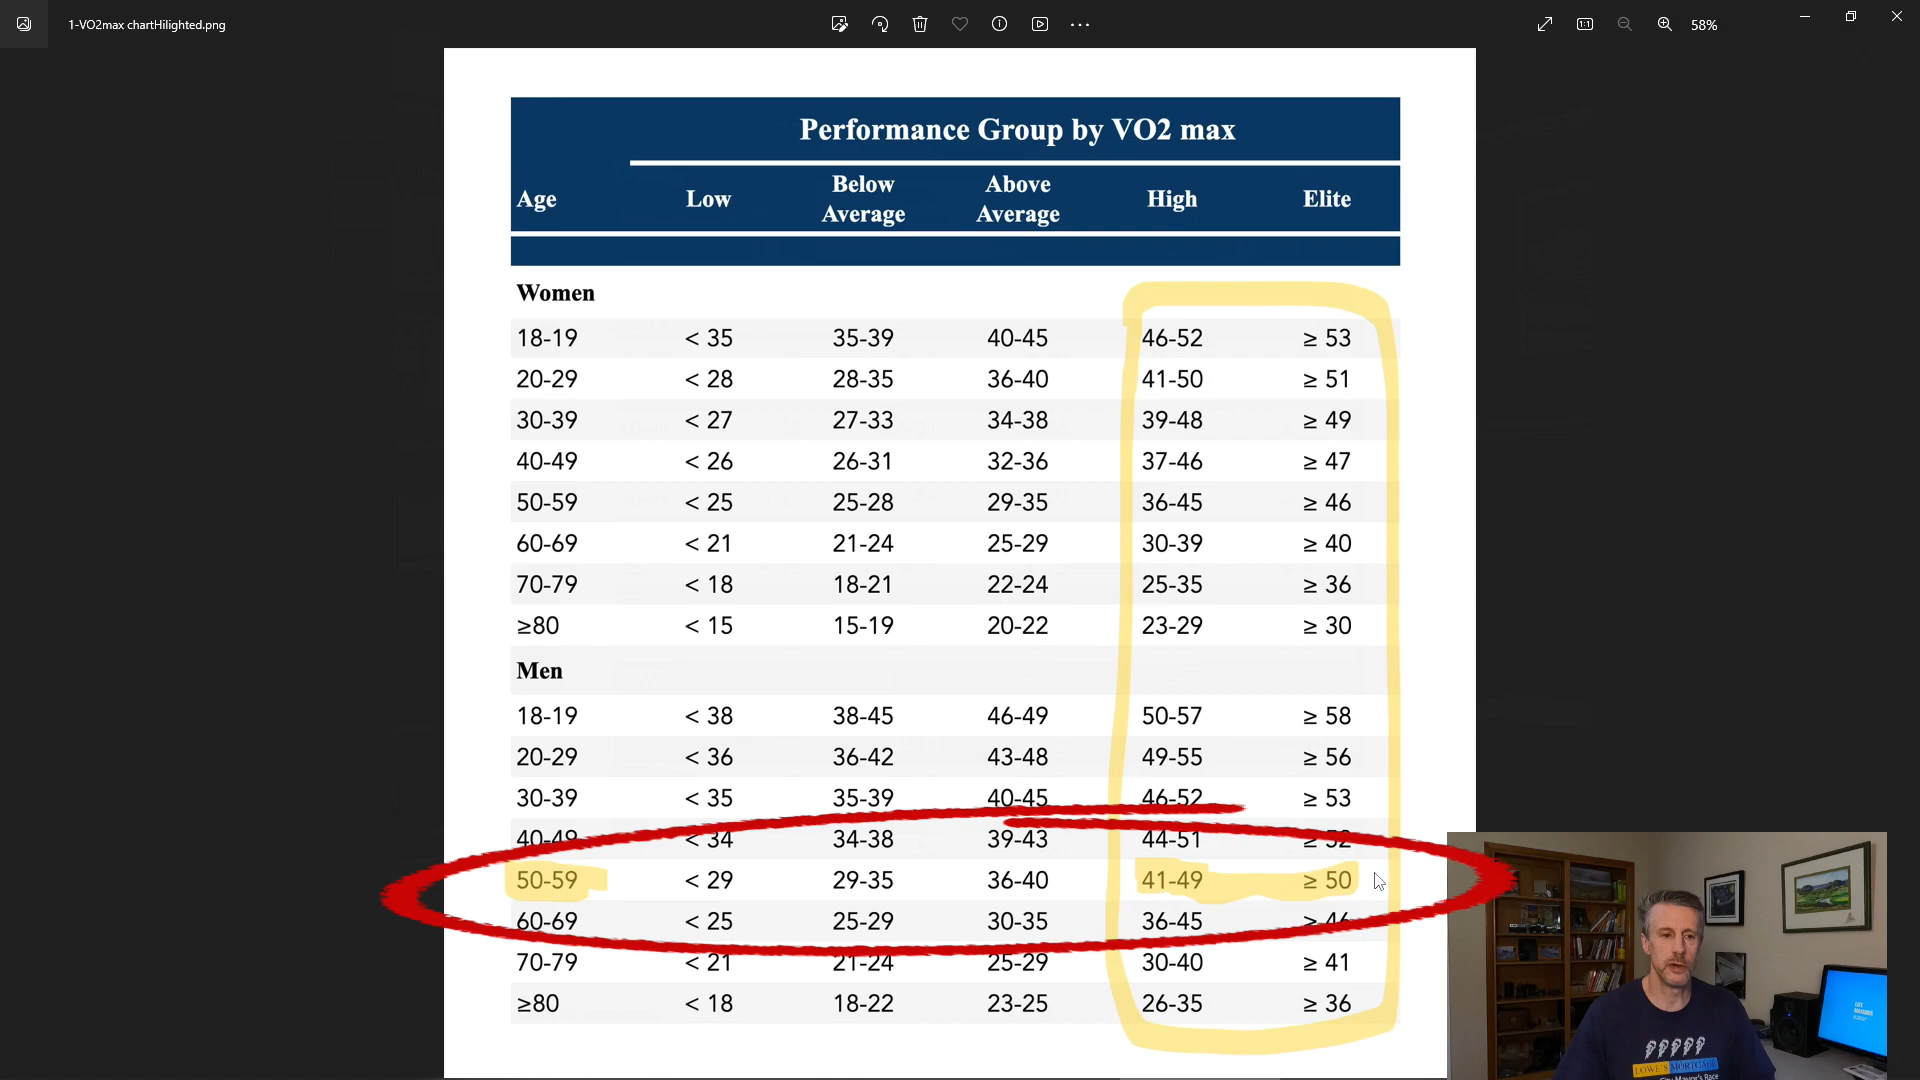 1-VO2max chartHilighted.png
58%
Performance Group by VO2 max
Age Low Below Average Above Average High Elite
Women
18-19 < 35 35-39 40-45 46-52 ≥ 53
20-29 < 28 28-35 36-40 41-50 ≥ 51
30-39 < 27 27-33 34-38 39-48 ≥ 49
40-49 < 26 26-31 32-36 37-46 ≥ 47
50-59 < 25 25-28 29-35 36-45 ≥ 46
60-69 < 21 21-24 25-29 30-39 ≥ 40
70-79 < 18 18-21 22-24 25-35 ≥ 36
≥80 < 15 15-19 20-22 23-29 ≥ 30
Men
18-19 < 38 38-45 46-49 50-57 ≥ 58
20-29 < 36 36-42 43-48 49-55 ≥ 56
30-39 < 35 35-39 40-45 46-52 ≥ 53
40-49 < 34 34-38 39-43 44-51 ≥ 52
50-59 < 29 29-35 36-40 41-49 ≥ 50
60-69 < 25 25-29 30-35 36-45 ≥ 46
70-79 < 21 21-24 25-29 30-40 ≥ 41
≥80 < 18 18-22 23-25 26-35 ≥ 36
LOWE'S MORTGAGE
City Mayor's Race